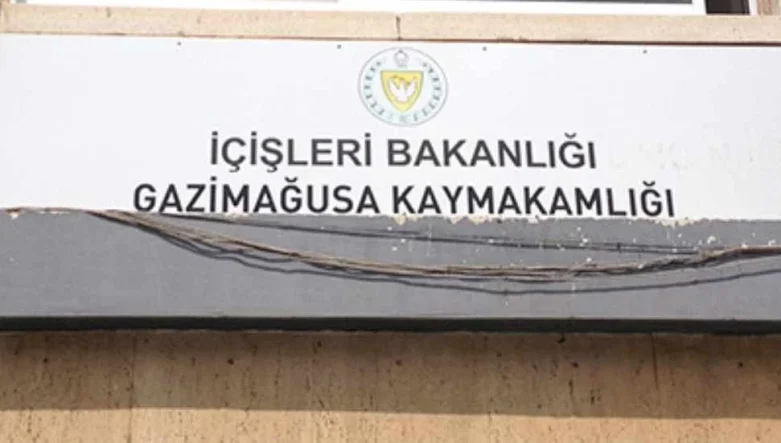 İÇİŞLERİ BAKANLIĞI
GAZİMAĞUSA KAYMAKAMLIĞI